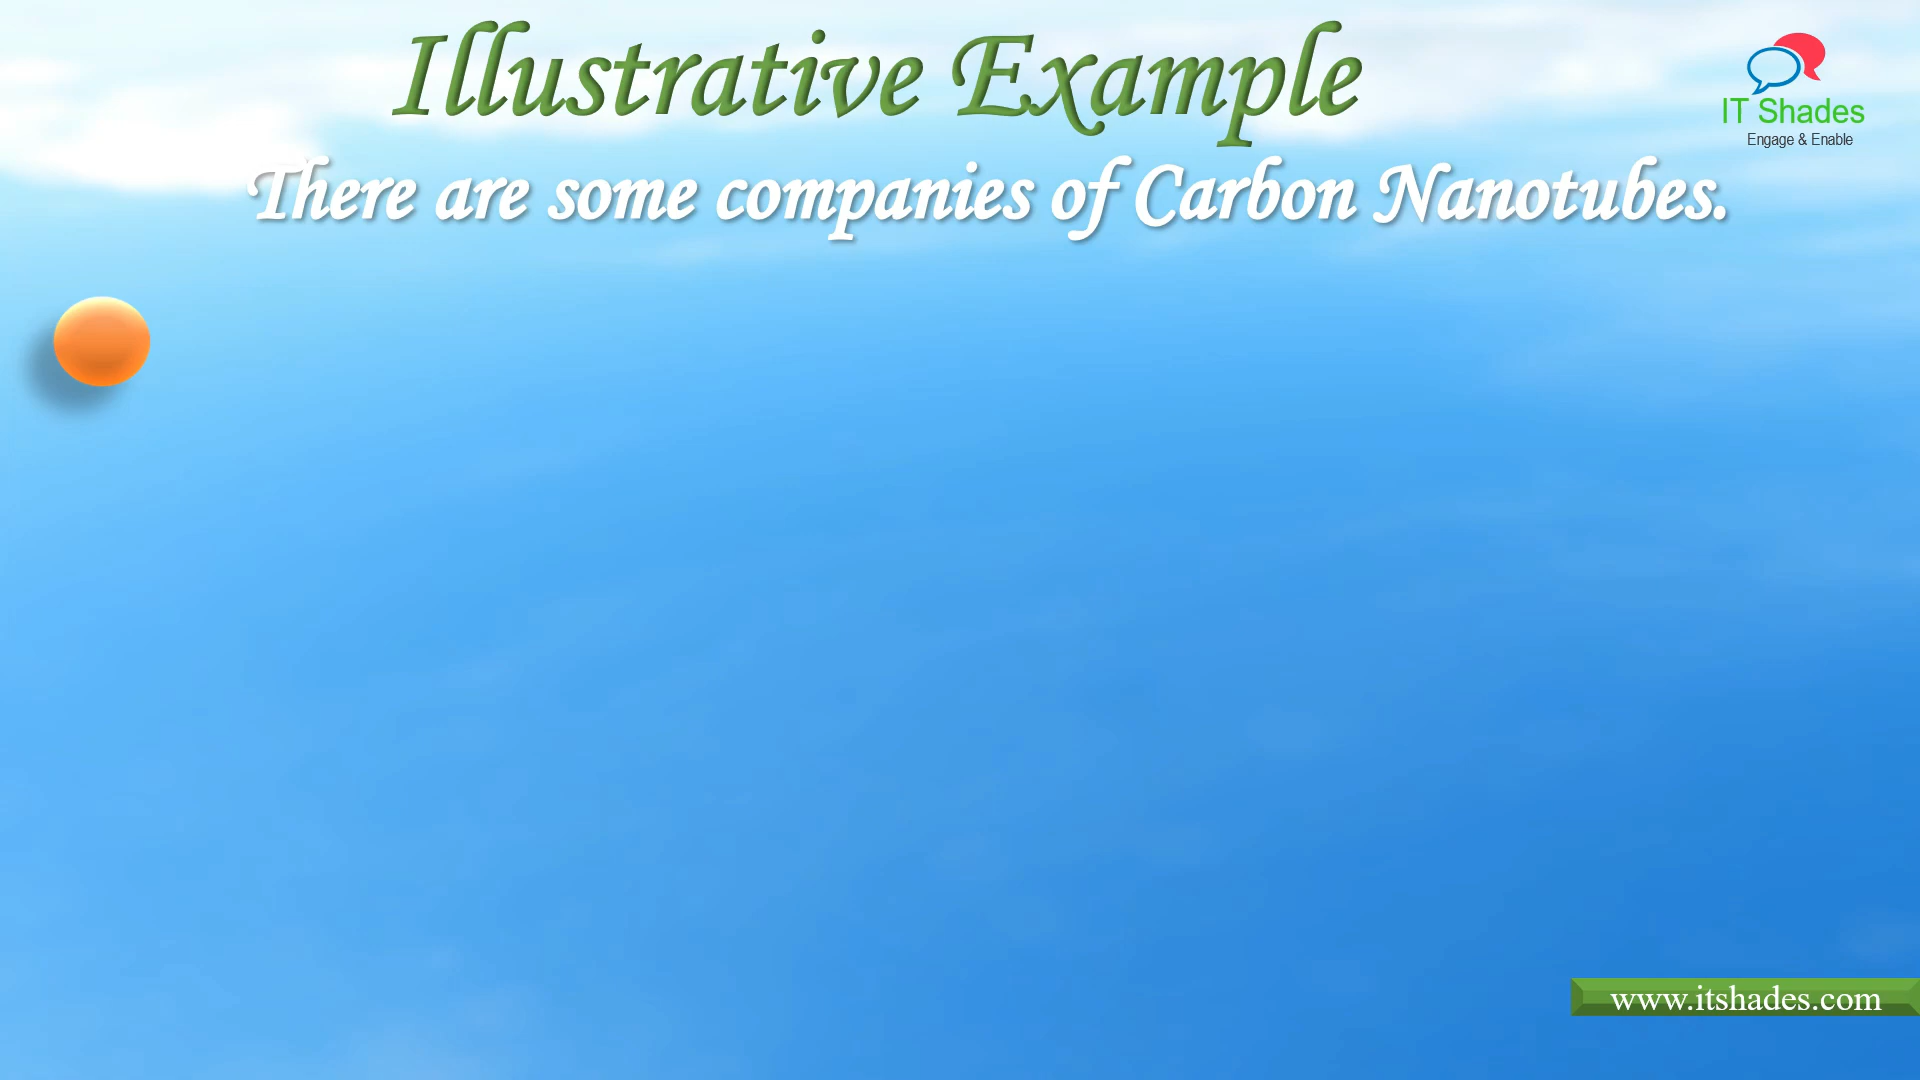 Illustrative Example
IT Shades
Engage & Enable
There are some companies of Carbon Nanotubes.
www.itshades.com